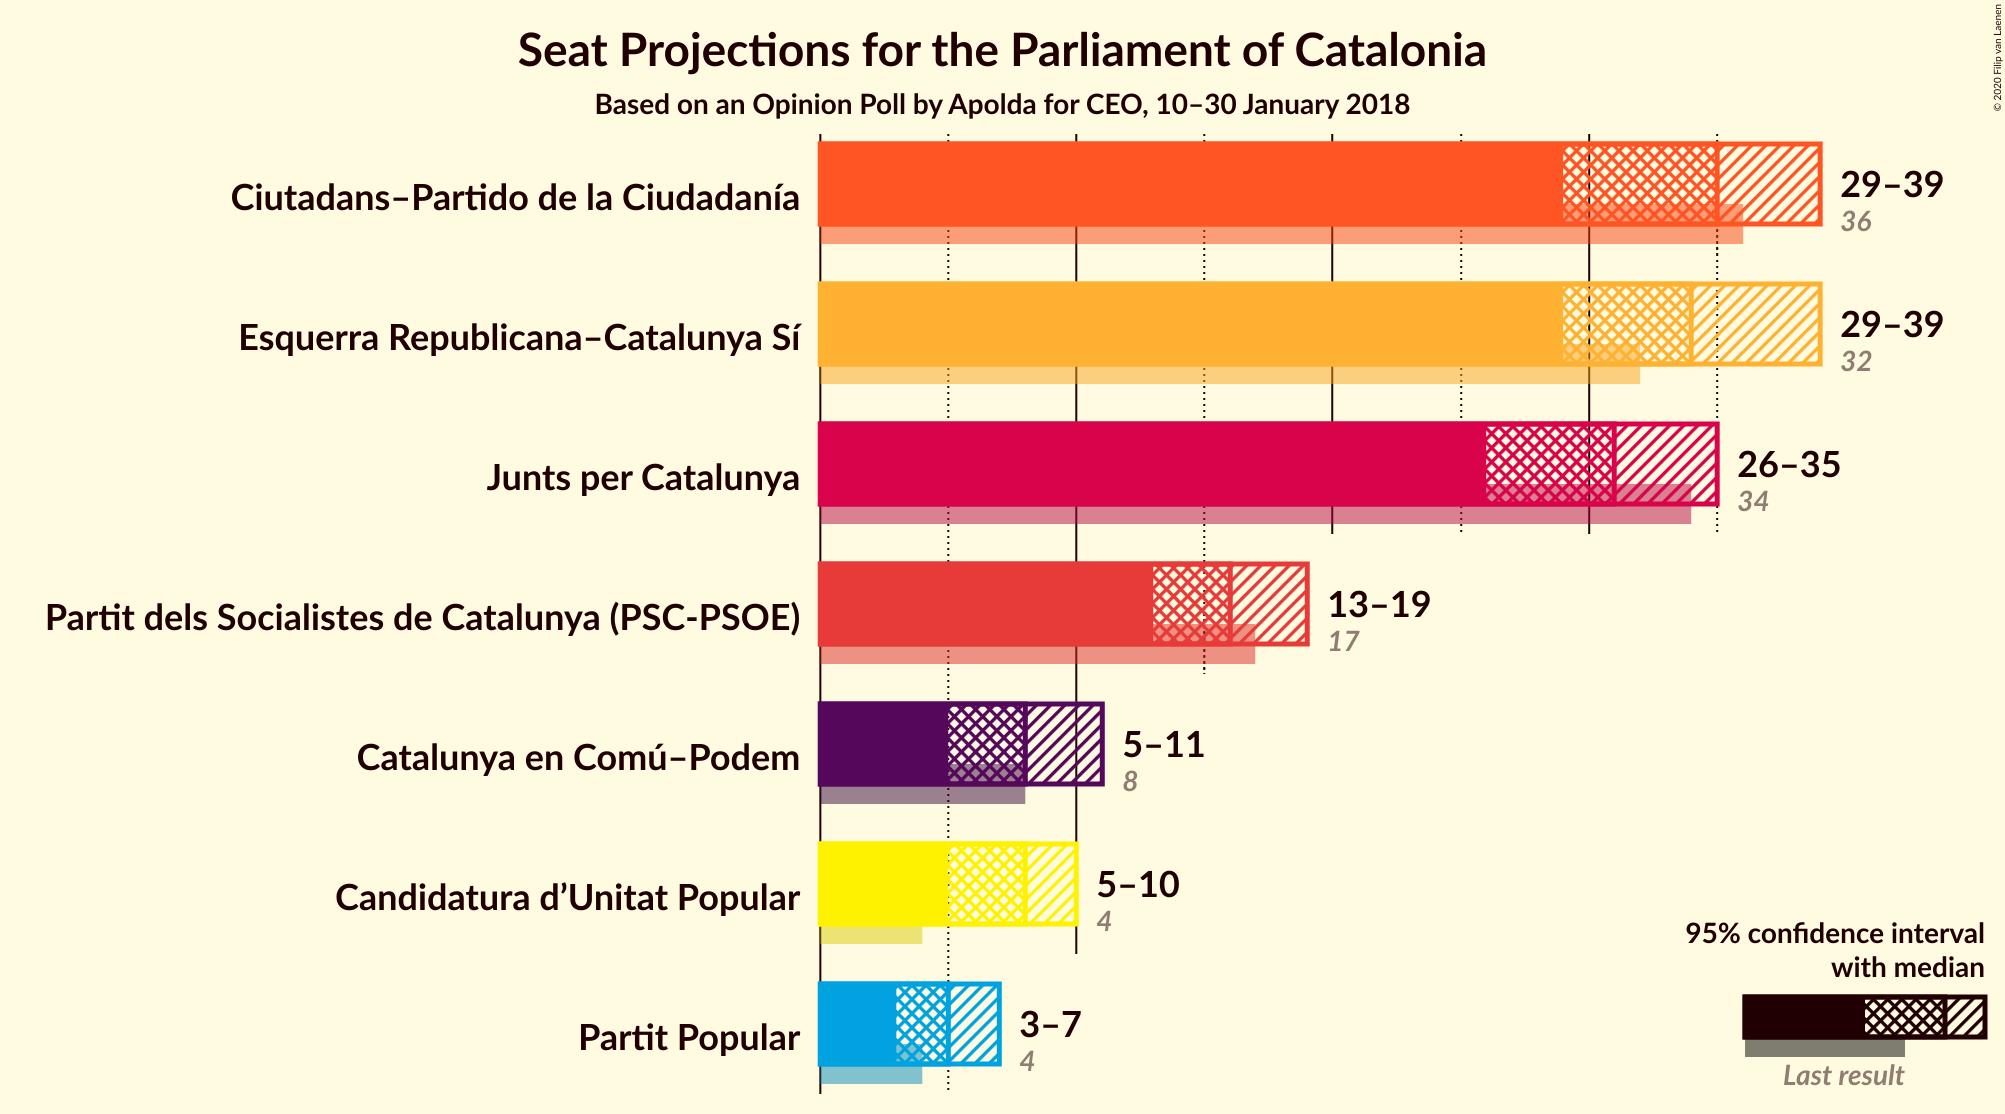 Seat Projections for the Parliament of Catalonia
Based on an Opinion Poll by Apolda for CEO, 10–30 January 2018
© 2020 Filip van Laenen
Ciutadans–Partido de la Ciudadanía
29–39
36
Esquerra Republicana–Catalunya Sí
29–39
32
Junts per Catalunya
26–35
34
Partit dels Socialistes de Catalunya (PSC-PSOE)
13–19
17
Catalunya en Comú–Podem
5–11
8
Candidatura d’Unitat Popular
5–10
4
Partit Popular
3–7
4
95% confidence interval
with median
Last result